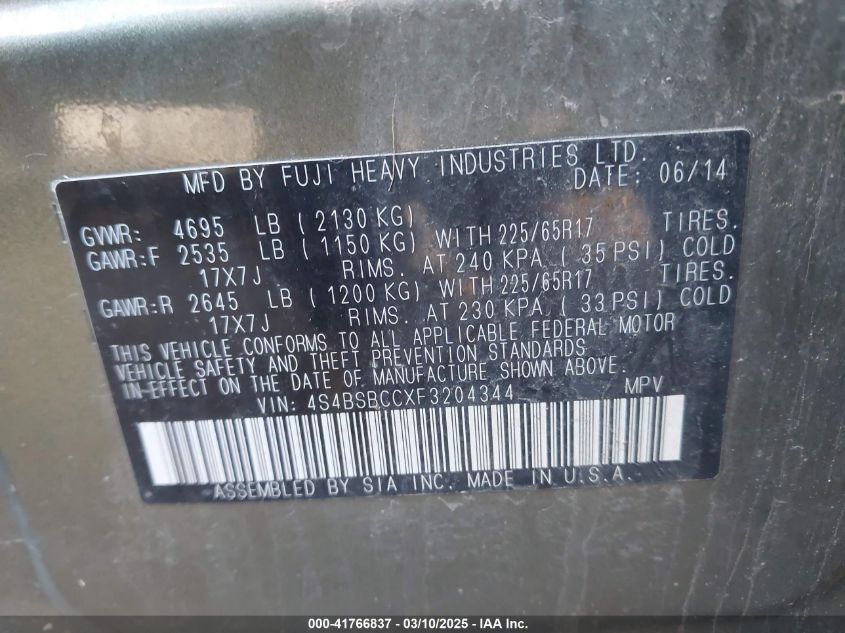 MFD BY FUJI HEAVY INDUSTRIES LTD.
DATE: 06/14
GVWR: 4695 LB ( 2130 KG)
GAWR:F 2535 LB ( 1150 KG) WITH 225/65R17 TIRES.
17X7J RIMS. AT 240 KPA ( 35 PSI) COLD
GAWR:R 2645 LB ( 1200 KG) WITH 225/65R17 TIRES.
17X7J RIMS. AT 230 KPA ( 33 PSI) COLD
THIS VEHICLE CONFORMS TO ALL APPLICABLE FEDERAL MOTOR
VEHICLE SAFETY AND THEFT PREVENTION STANDARDS
IN-EFFECT ON THE DATE OF MANUFACTURE SHOWN ABOVE.
VIN: 4S4BSBCCXF3204344 MPV
ASSEMBLED BY SIA INC. MADE IN U.S.A.
000-41766837 - 03/10/2025 - IAA Inc.